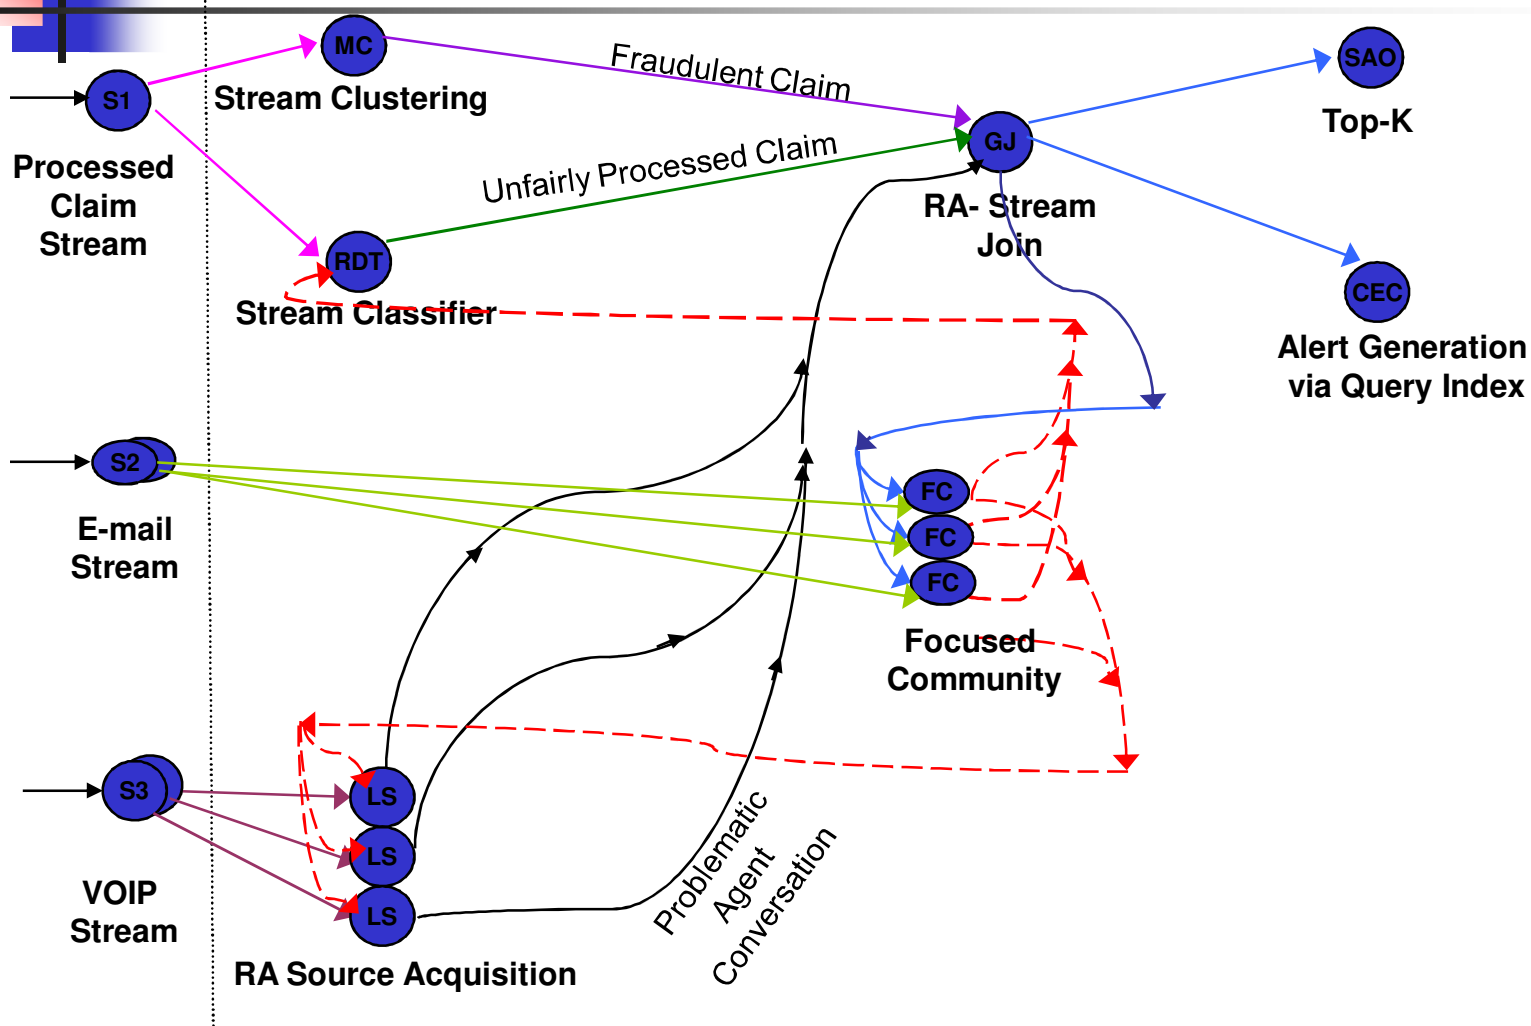 MC
Stream Clustering
Fraudulent Claim
SAO
Top-K
S1
Processed
Claim
Stream
Unfairly Processed Claim
GJ
RA- Stream
Join
RDT
Stream Classifier
CEC
Alert Generation
via Query Index
S2
E-mail
Stream
FC
FC
FC
Focused
Community
S3
VOIP
Stream
LS
LS
LS
RA Source Acquisition
Problematic
Agent
Conversation